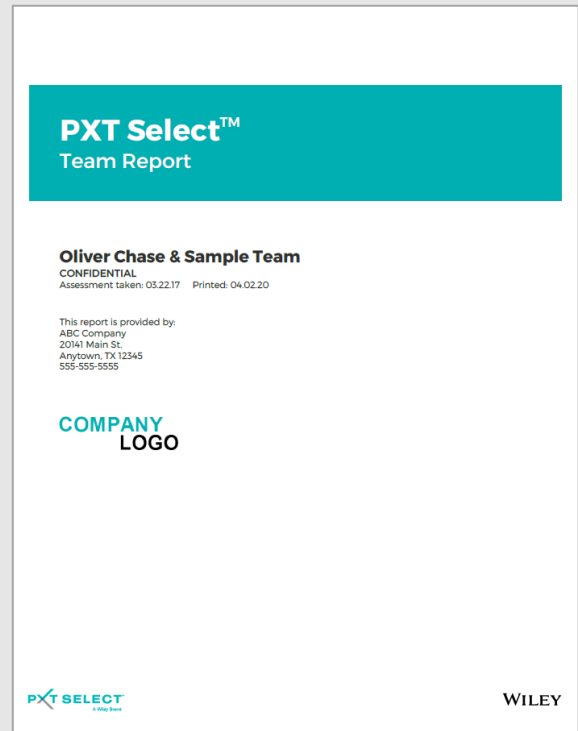 PXT Select™
Team Report
Oliver Chase & Sample Team
CONFIDENTIAL
Assessment taken: 03.22.17 Printed: 04.02.20
This report is provided by:
ABC Company
20141 Main St.
Anytown, TX 12345
555-555-5555
COMPANY
LOGO
PXT SELECT™
A Wiley Brand
WILEY